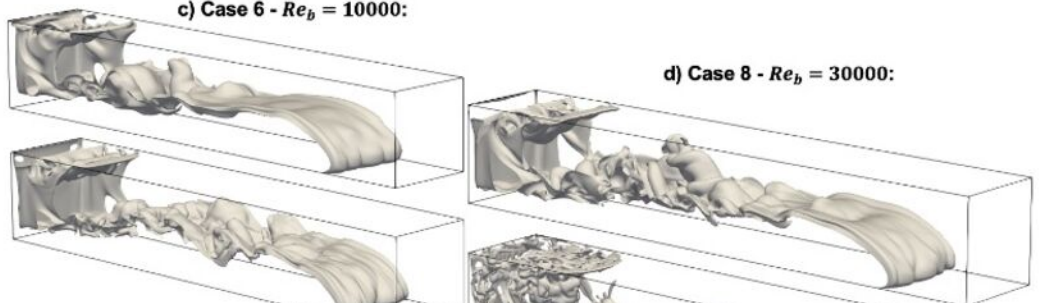 c) Case 6 - Re_b = 10000:
d) Case 8 - Re_b = 30000: